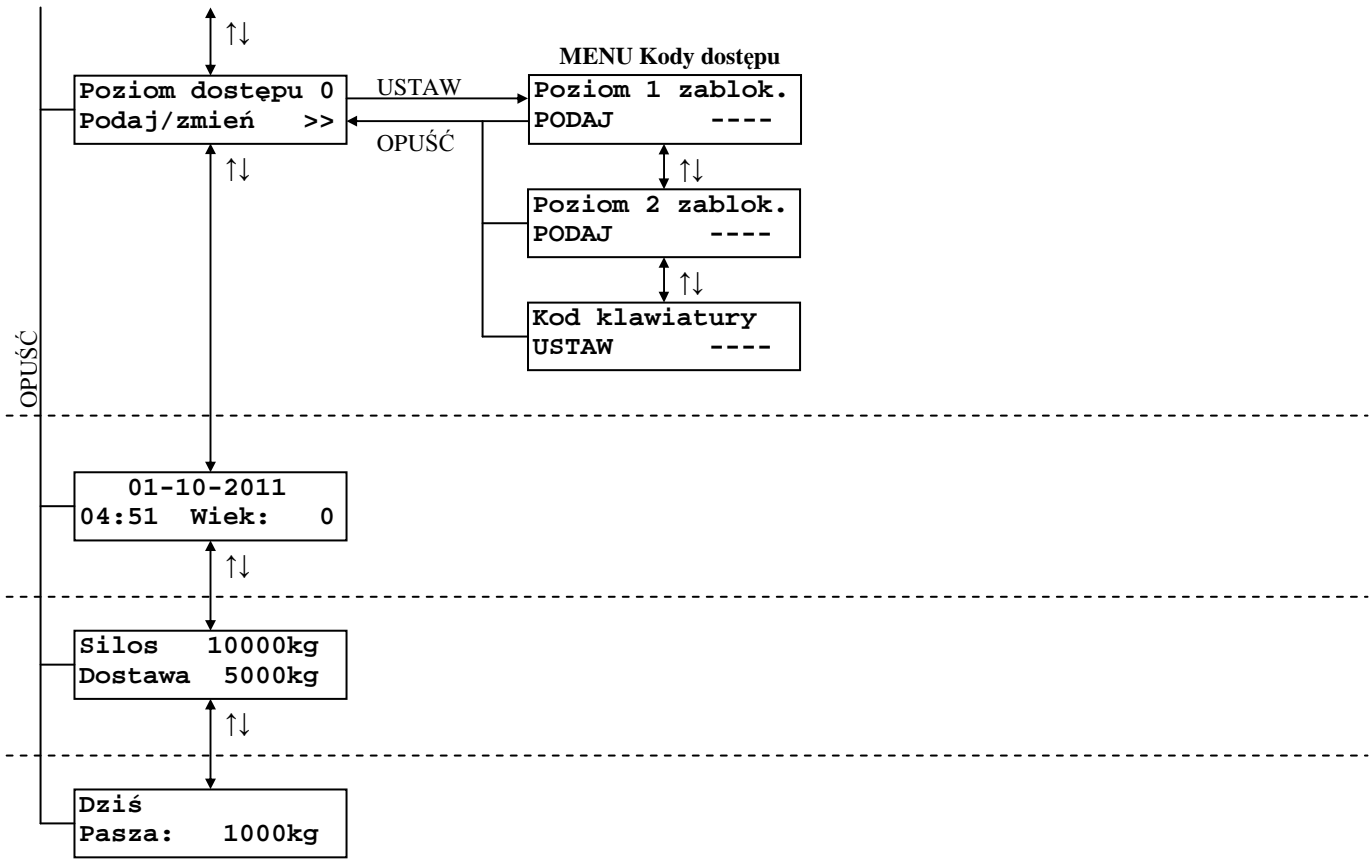 ↑↓
MENU Kody dostępu
Poziom dostępu 0
Podaj/zmień >>
USTAW
OPUŚĆ
Poziom 1 zablok.
PODAJ ----
↑↓
↑↓
Poziom 2 zablok.
PODAJ ----
↑↓
Kod klawiatury
USTAW ----
OPUŚĆ
01-10-2011
04:51 Wiek: 0
↑↓
Silos 10000kg
Dostawa 5000kg
↑↓
Dziś
Pasza: 1000kg